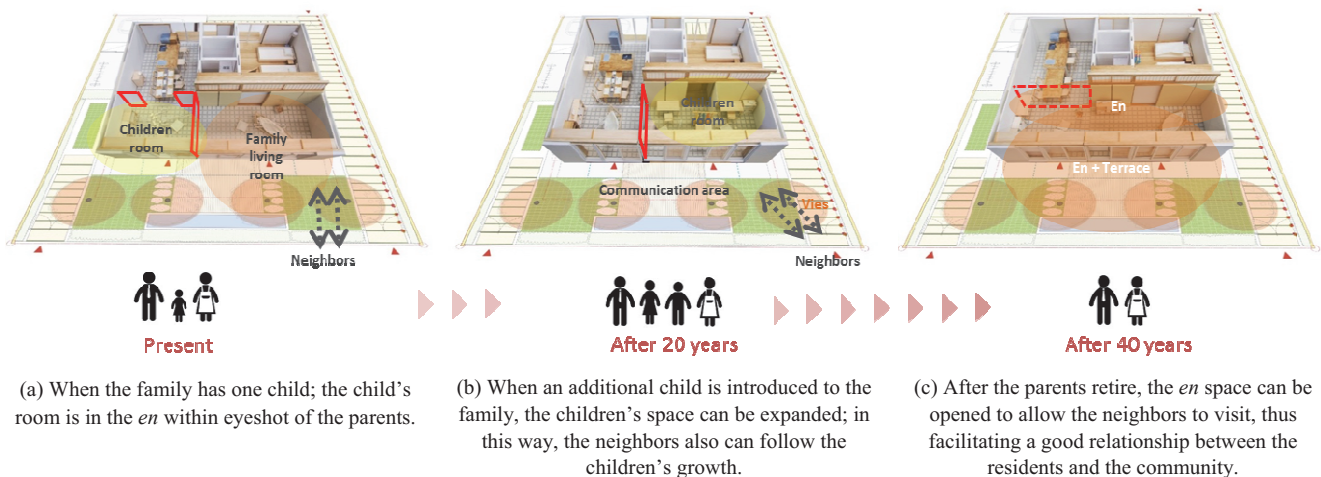 Children
room
Family
living
room
Neighbors
Present
(a) When the family has one child; the child’s
room is in the en within eyeshot of the parents.
Children
room
Communication area
Vies
Neighbors
After 20 years
(b) When an additional child is introduced to the
family, the children’s space can be expanded; in
this way, the neighbors also can follow the
children’s growth.
En
En + Terrace
After 40 years
(c) After the parents retire, the en space can be
opened to allow the neighbors to visit, thus
facilitating a good relationship between the
residents and the community.